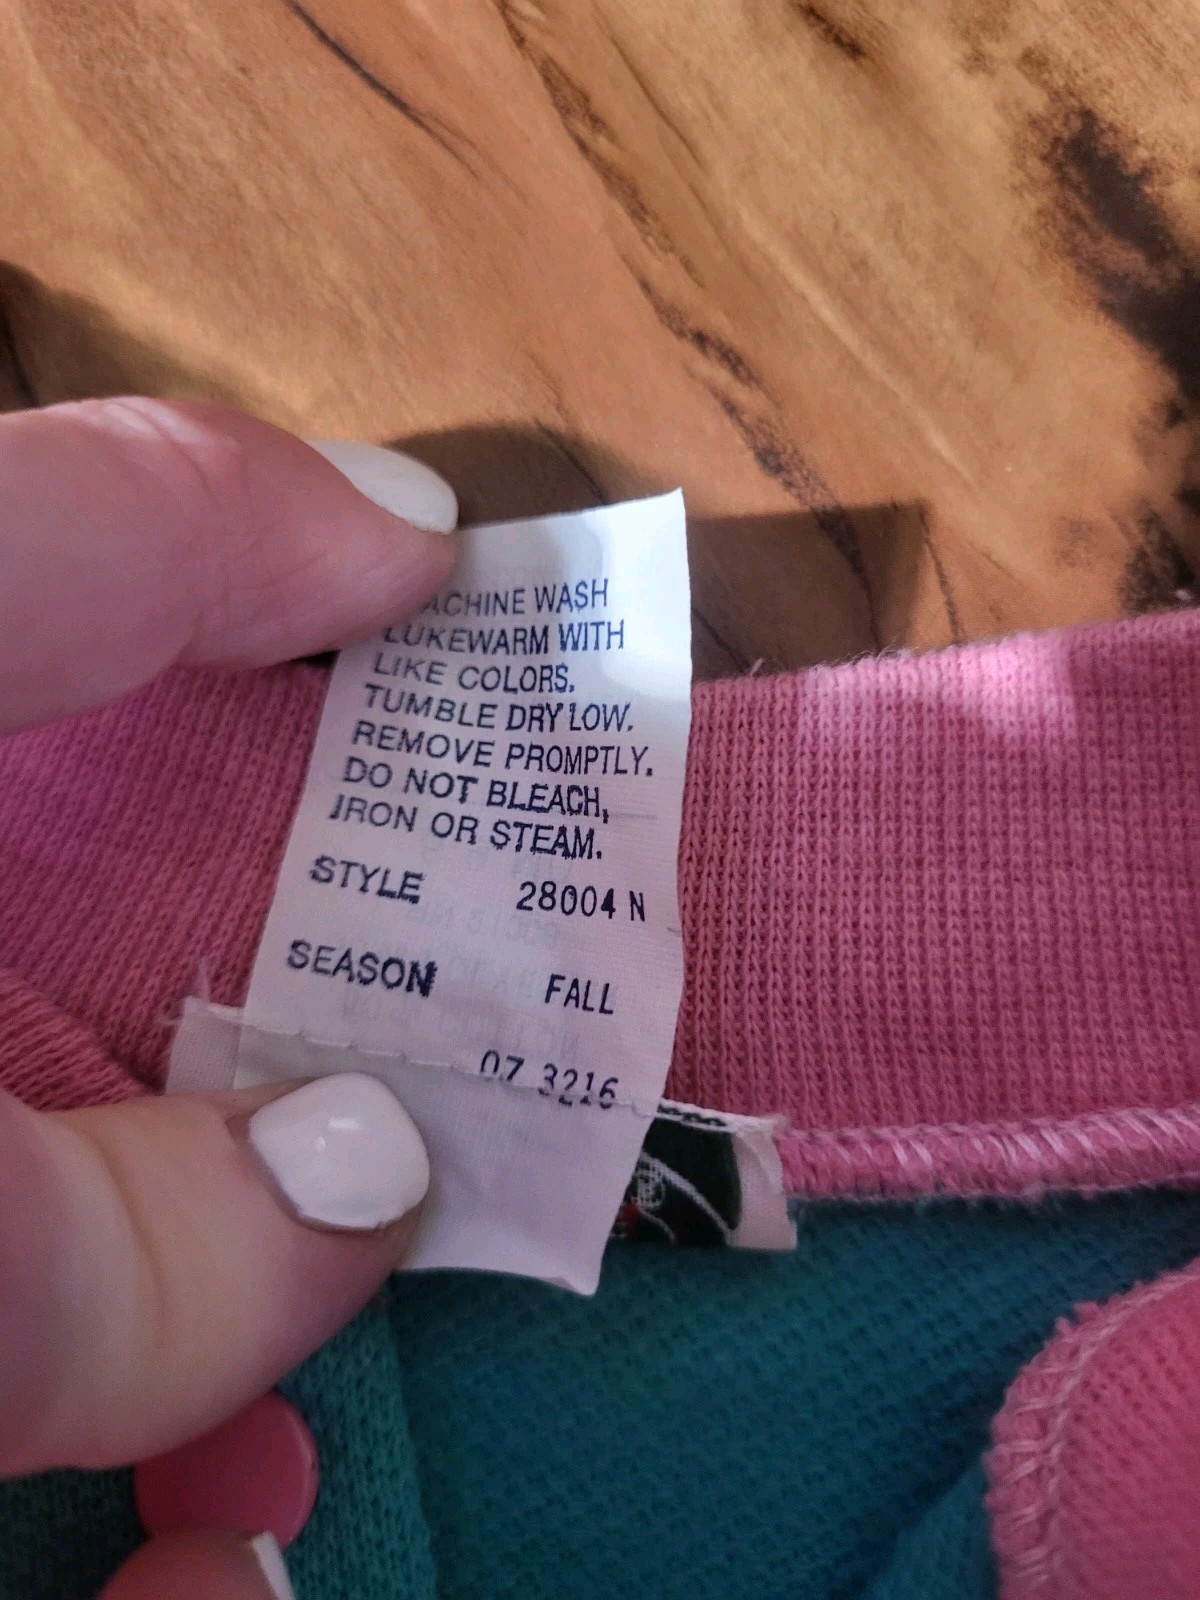 MACHINE WASH
LUKEWARM WITH
LIKE COLORS.
TUMBLE DRY LOW.
REMOVE PROMPTLY.
DO NOT BLEACH,
IRON OR STEAM.
STYLE 28004 N
SEASON FALL
07 3216